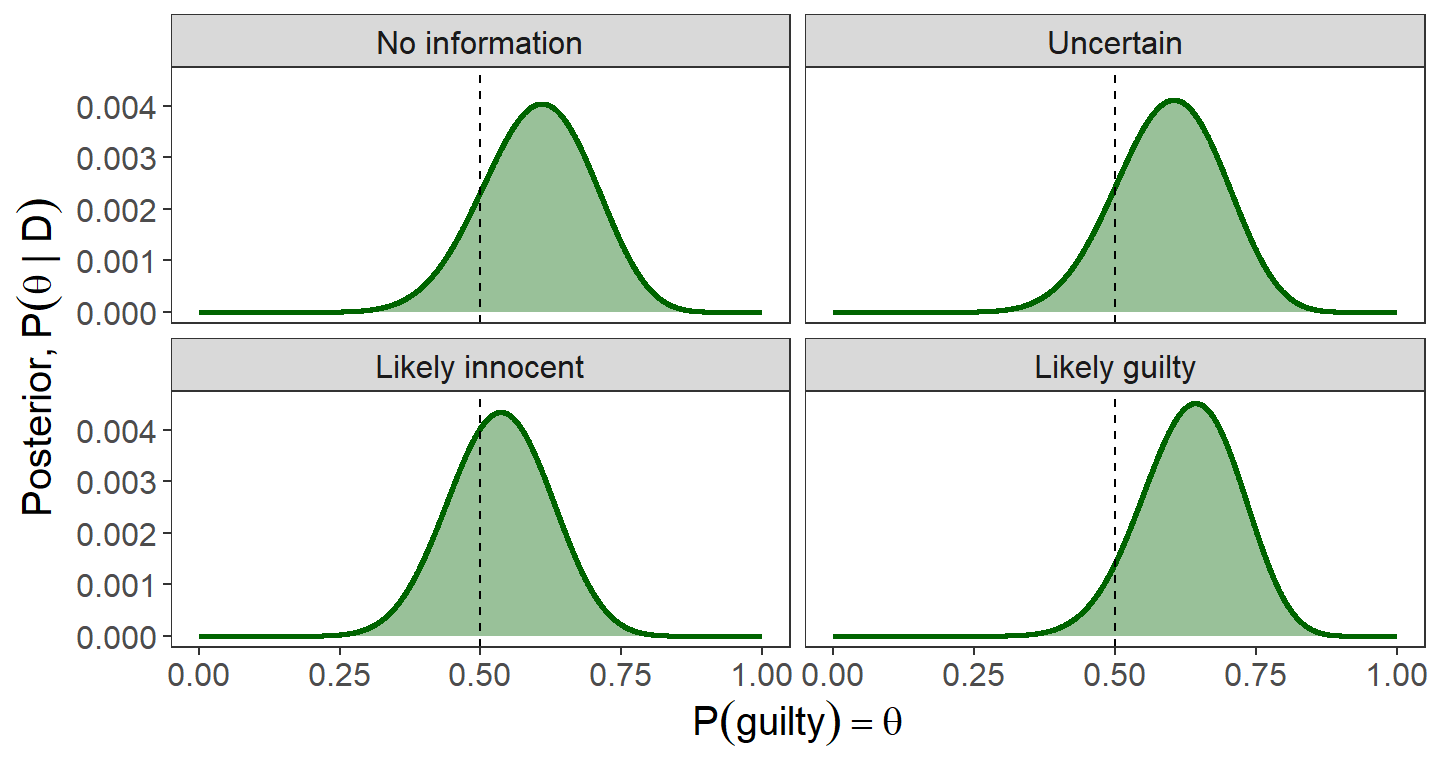 No information
Uncertain
0.004
0.003
0.002
0.001
0.000
Likely innocent
Likely guilty
0.004
0.003
0.002
0.001
0.000
0.00 0.25 0.50 0.75 1.00 0.00 0.25 0.50 0.75 1.00
P(guilty) = θ
Posterior, P(θ | D)